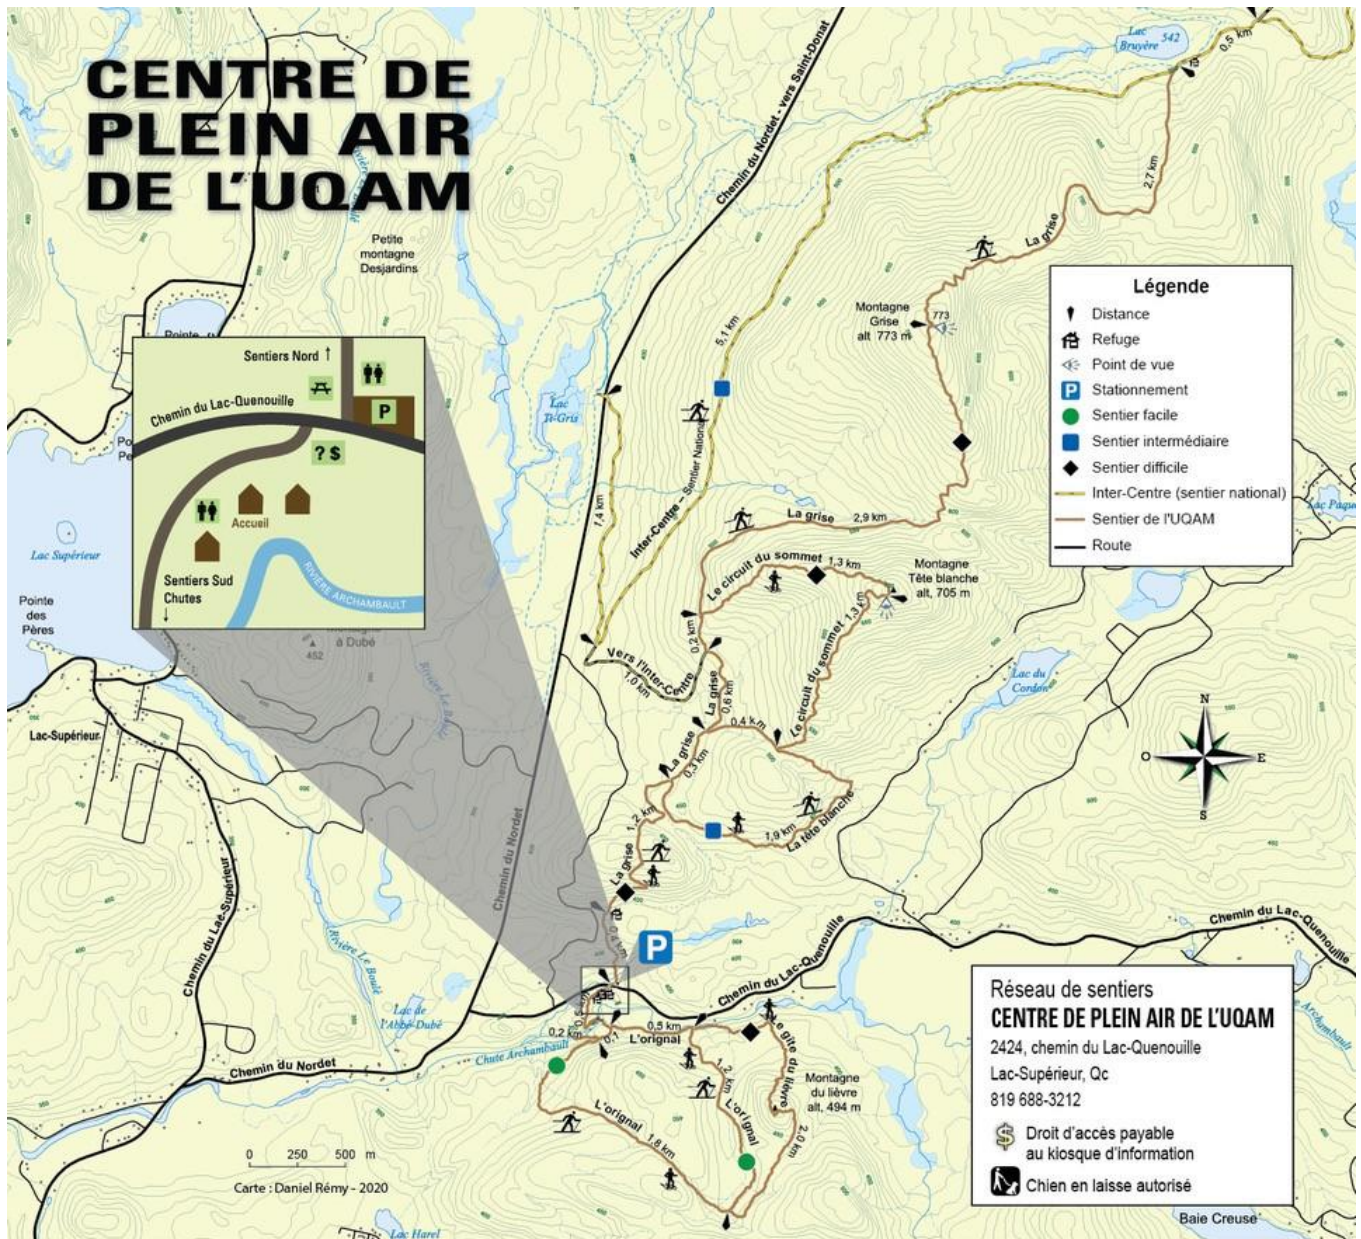 CENTRE DE
PLEIN AIR
DE L'UQAM
Lac
Bruyère 542
0,5 km
Chemin du Nordet - vers Saint-Donat
Petite
montagne
Desjardins
2,7 km
La grise
Montagne
Grise
alt 773 m
773
5,1 km
Légende
Distance
Refuge
Point de vue
P Stationnement
Sentier facile
Sentier intermédiaire
Sentier difficile
Inter-Centre (sentier national)
Sentier de l'UQAM
Route
Sentiers Nord ↑
Chemin du Lac-Quenouille
P
? $
Accueil
Sentiers Sud
Chutes
↓
RIVIÈRE ARCHAMBAULT
Lac
Ti-Gris
Lac Supérieur
Pointe
des
Pères
à Dubé
452
1,4 km
Inter-Centre – Sentier National
La grise
2,9 km
Le circuit du sommet 1,3 km
Montagne
Tête blanche
alt, 705 m
Le circuit du sommet 1,3 km
0,2 km
Vers l'Inter-Centre
1,0 km
La grise
0,6 km
0,4 km
La grise
0,3 km
Lac du
Cordon
N
O
E
S
Lac-Supérieur
Chemin du Lac-Supérieur
Chemin du Nordet
1,2 km
La grise
1,9 km
La tête blanche
0,4 km
P
Chemin du Lac-Quenouille
Chemin du Lac-Quenouille
Rivière Le Boulé
Lac de
l'Abbé-Dubé
Chemin du Nordet
Chute Archambault
0,2 km
0,1
0,5 km
L'orignal
Le gîte du lièvre
Montagne
du lièvre
alt, 494 m
1,2 km
L'orignal
2,0 km
L'orignal
1,8 km
0 250 500 m
Carte : Daniel Rémy - 2020
Réseau de sentiers
CENTRE DE PLEIN AIR DE L'UQAM
2424, chemin du Lac-Quenouille
Lac-Supérieur, Qc
819 688-3212
$ Droit d'accès payable
au kiosque d'information
Chien en laisse autorisé
Archambault
Baie Creuse
Lac Harel